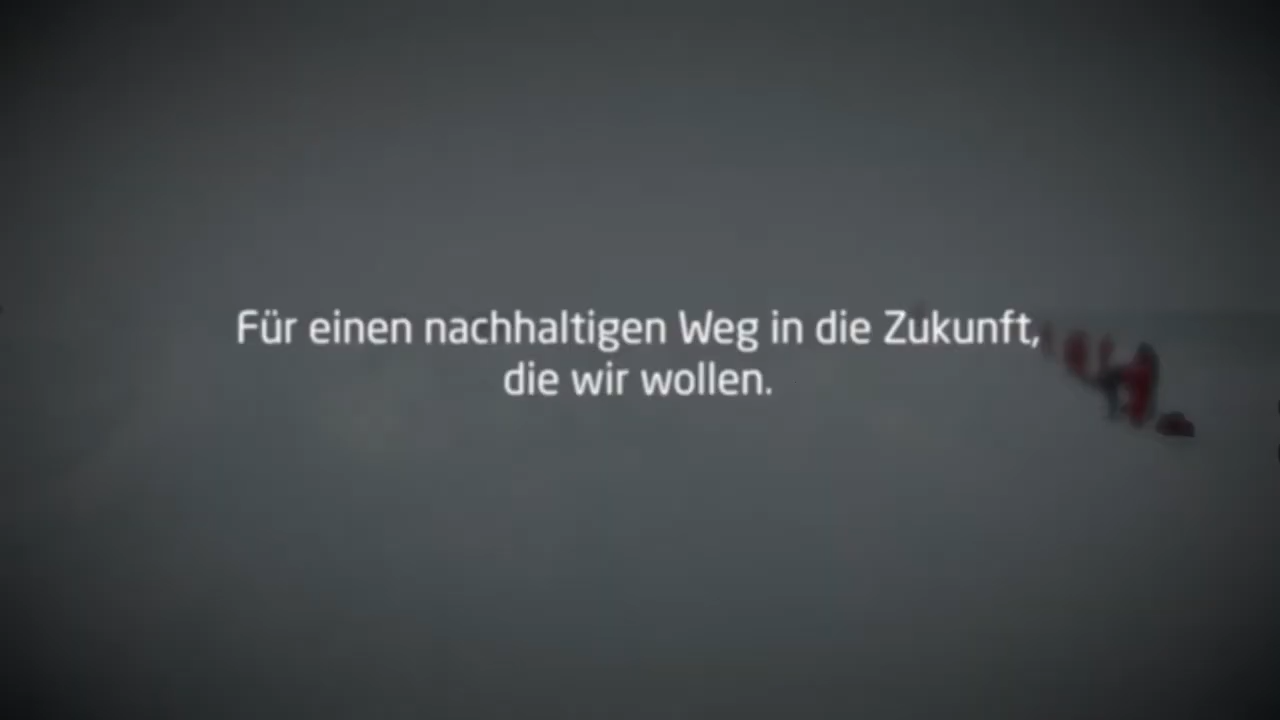 Für einen nachhaltigen Weg in die Zukunft,
die wir wollen.